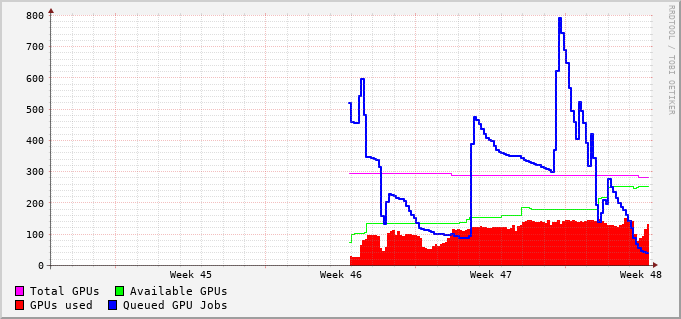 800
700
600
500
400
300
200
100
0
Week 45 Week 46 Week 47 Week 48
Total GPUs Available GPUs
GPUs used Queued GPU Jobs
RRDTOOL / TOBI OETIKER